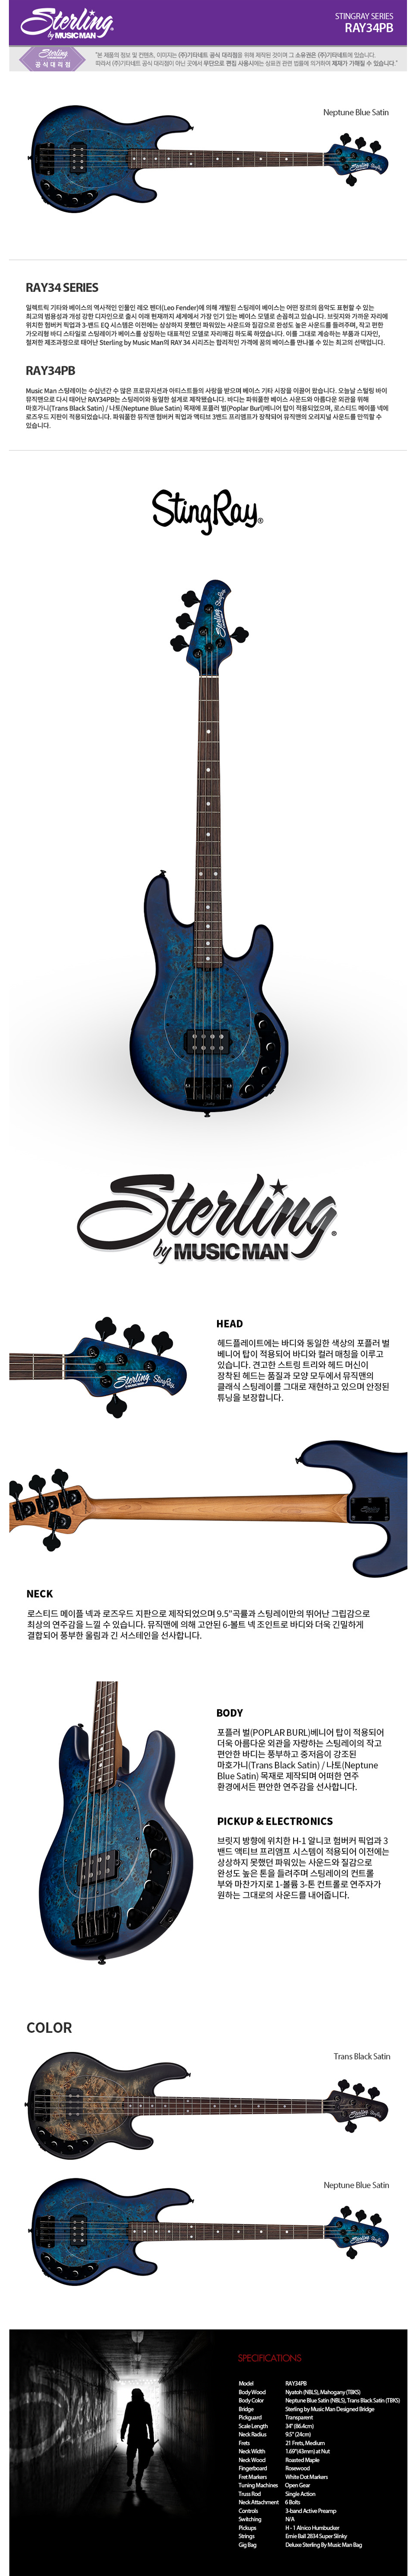 Sterling
by MUSIC MAN
STINGRAY SERIES
RAY34PB
Sterling
공식대리점
"본 제품의 정보 및 컨텐츠, 이미지는 (주)기타네트 공식 대리점을 위해 제작된 것이며 그 소유권은 (주)기타네트에 있습니다.
따라서 (주)기타네트 공식 대리점이 아닌 곳에서 무단으로 편집 사용시에는 상유권 관련 법률에 의거하여 제재가 가해질 수 있습니다."
Neptune Blue Satin
RAY34 SERIES
일렉트릭 기타와 베이스의 역사적인 인물인 레오 펜더(Leo Fender)에 의해 개발된 스팅레이 베이스는 어떤 장르의 음악도 표현할 수 있는
최고의 범용성과 개성 강한 디자인으로 출시 이래 현재까지 세계에서 가장 인기 있는 베이스 모델로 손꼽히고 있습니다. 브릿지와 가까운 자리에
위치한 험버커 픽업과 3-밴드 EQ 시스템은 이전에는 상상하지 못했던 파워있는 사운드와 질감으로 완성도 높은 사운드를 들려주며, 작고 편한
가오리형 바디 스타일로 스팅레이가 베이스를 상징하는 대표적인 모델로 자리매김 하도록 하였습니다. 이를 그대로 계승하는 부품과 디자인,
철저한 제조과정으로 태어난 Sterling by Music Man의 RAY 34 시리즈는 합리적인 가격에 꿈의 베이스를 만나볼 수 있는 최고의 선택입니다.
RAY34PB
Music Man 스팅레이는 수십년간 수 많은 프로뮤지션과 아티스트들의 사랑을 받으며 베이스 기타 시장을 이끌어 왔습니다. 오늘날 스털링 바이
뮤직맨으로 다시 태어난 RAY34PB는 스팅레이와 동일한 설계로 제작됐습니다. 바디는 파워풀한 베이스 사운드와 아름다운 외관을 위해
마호가니(Trans Black Satin) / 나토(Neptune Blue Satin) 목재에 포플러 벌(Poplar Burl)베니어 탑이 적용되었으며, 로스티드 메이플 넥에
로즈우드 지판이 적용되었습니다. 파워풀한 뮤직맨 험버커 픽업과 액티브 3밴드 프리앰프가 장착되어 뮤직맨의 오리지널 사운드를 만끽할 수
있습니다.
StingRay®
Sterling
by MUSIC MAN®
HEAD
헤드플레이트에는 바디와 동일한 색상의 포플러 벌
베니어 탑이 적용되어 바디와 컬러 매칭을 이루고
있습니다. 견고한 스트링 트리와 헤드 머신이
장착된 헤드는 품질과 모양 모두에서 뮤직맨의
클래식 스팅레이를 그대로 재현하고 있으며 안정된
튜닝을 보장합니다.
NECK
로스티드 메이플 넥과 로즈우드 지판으로 제작되었으며 9.5"곡률과 스팅레이만의 뛰어난 그립감으로
최상의 연주감을 느낄 수 있습니다. 뮤직맨에 의해 고안된 6-볼트 넥 조인트로 바디와 더욱 긴밀하게
결합되어 풍부한 울림과 긴 서스테인을 선사합니다.
BODY
포플러 벌(POPLAR BURL)베니어 탑이 적용되어
더욱 아름다운 외관을 자랑하는 스팅레이의 작고
편안한 바디는 풍부하고 중저음이 강조된
마호가니(Trans Black Satin) / 나토(Neptune
Blue Satin) 목재로 제작되며 어떠한 연주
환경에서든 편안한 연주감을 선사합니다.
PICKUP & ELECTRONICS
브릿지 방향에 위치한 H-1 알니코 험버커 픽업과 3
밴드 액티브 프리앰프 시스템이 적용되어 이전에는
상상하지 못했던 파워있는 사운드와 질감으로
완성도 높은 톤을 들려주며 스팅레이의 컨트롤
부와 마찬가지로 1-볼륨 3-톤 컨트롤로 연주자가
원하는 그대로의 사운드를 내어줍니다.
COLOR
Trans Black Satin
Neptune Blue Satin
SPECIFICATIONS
Model RAY34PB
Body Wood Nyatoh (NBLS), Mahogany (TBKS)
Body Color Neptune Blue Satin (NBLS), Trans Black Satin (TBKS)
Bridge Sterling by Music Man Designed Bridge
Pickguard Transparent
Scale Length 34" (86.4cm)
Neck Radius 9.5" (24cm)
Frets 21 Frets, Medium
Neck Width 1.69"(43mm) at Nut
Neck Wood Roasted Maple
Fingerboard Rosewood
Fret Markers White Dot Markers
Tuning Machines Open Gear
Truss Rod Single Action
Neck Attachment 6 Bolts
Controls 3-band Active Preamp
Switching N/A
Pickups H - 1 Alnico Humbucker
Strings Ernie Ball 2834 Super Slinky
Gig Bag Deluxe Sterling By Music Man Bag